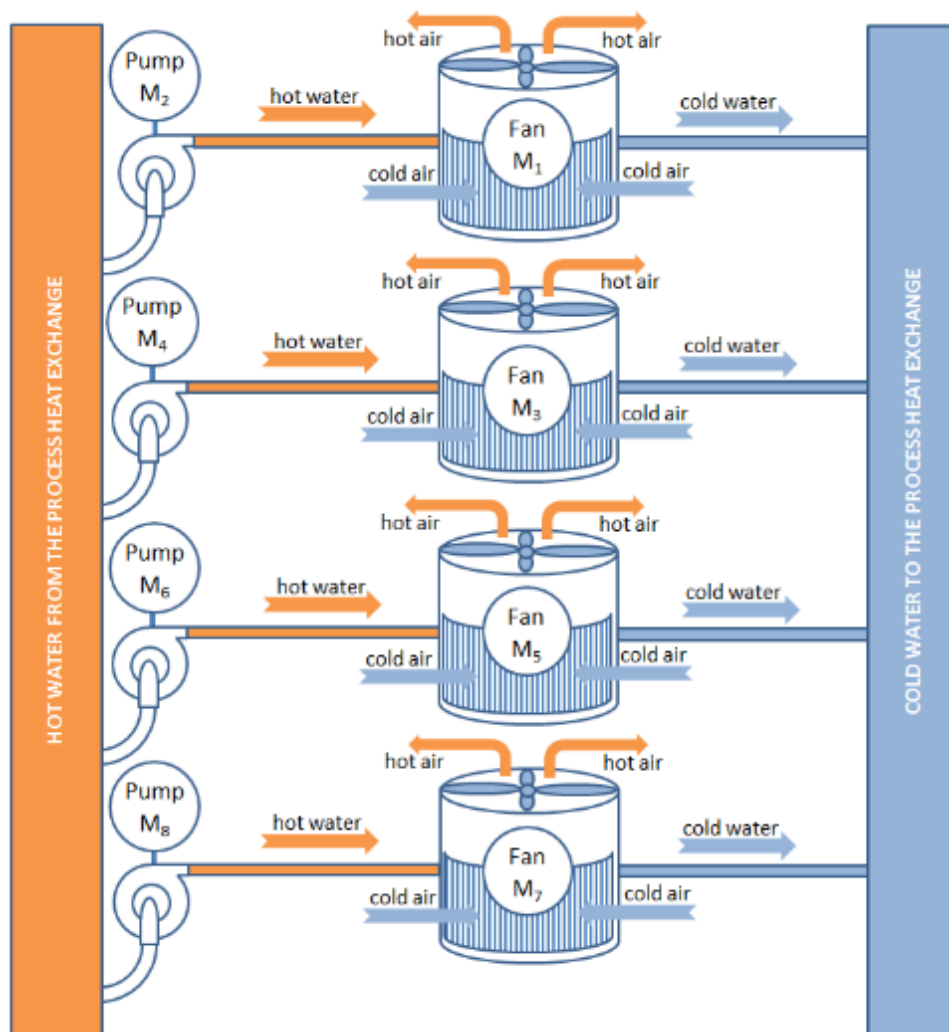 HOT WATER FROM THE PROCESS HEAT EXCHANGE
Pump
M2
hot water
hot air
hot air
Fan
M1
cold air
cold air
cold water
Pump
M4
hot water
hot air
hot air
Fan
M3
cold air
cold air
cold water
Pump
M6
hot water
hot air
hot air
Fan
M5
cold air
cold air
cold water
Pump
M8
hot water
hot air
hot air
Fan
M7
cold air
cold air
cold water
COLD WATER TO THE PROCESS HEAT EXCHANGE